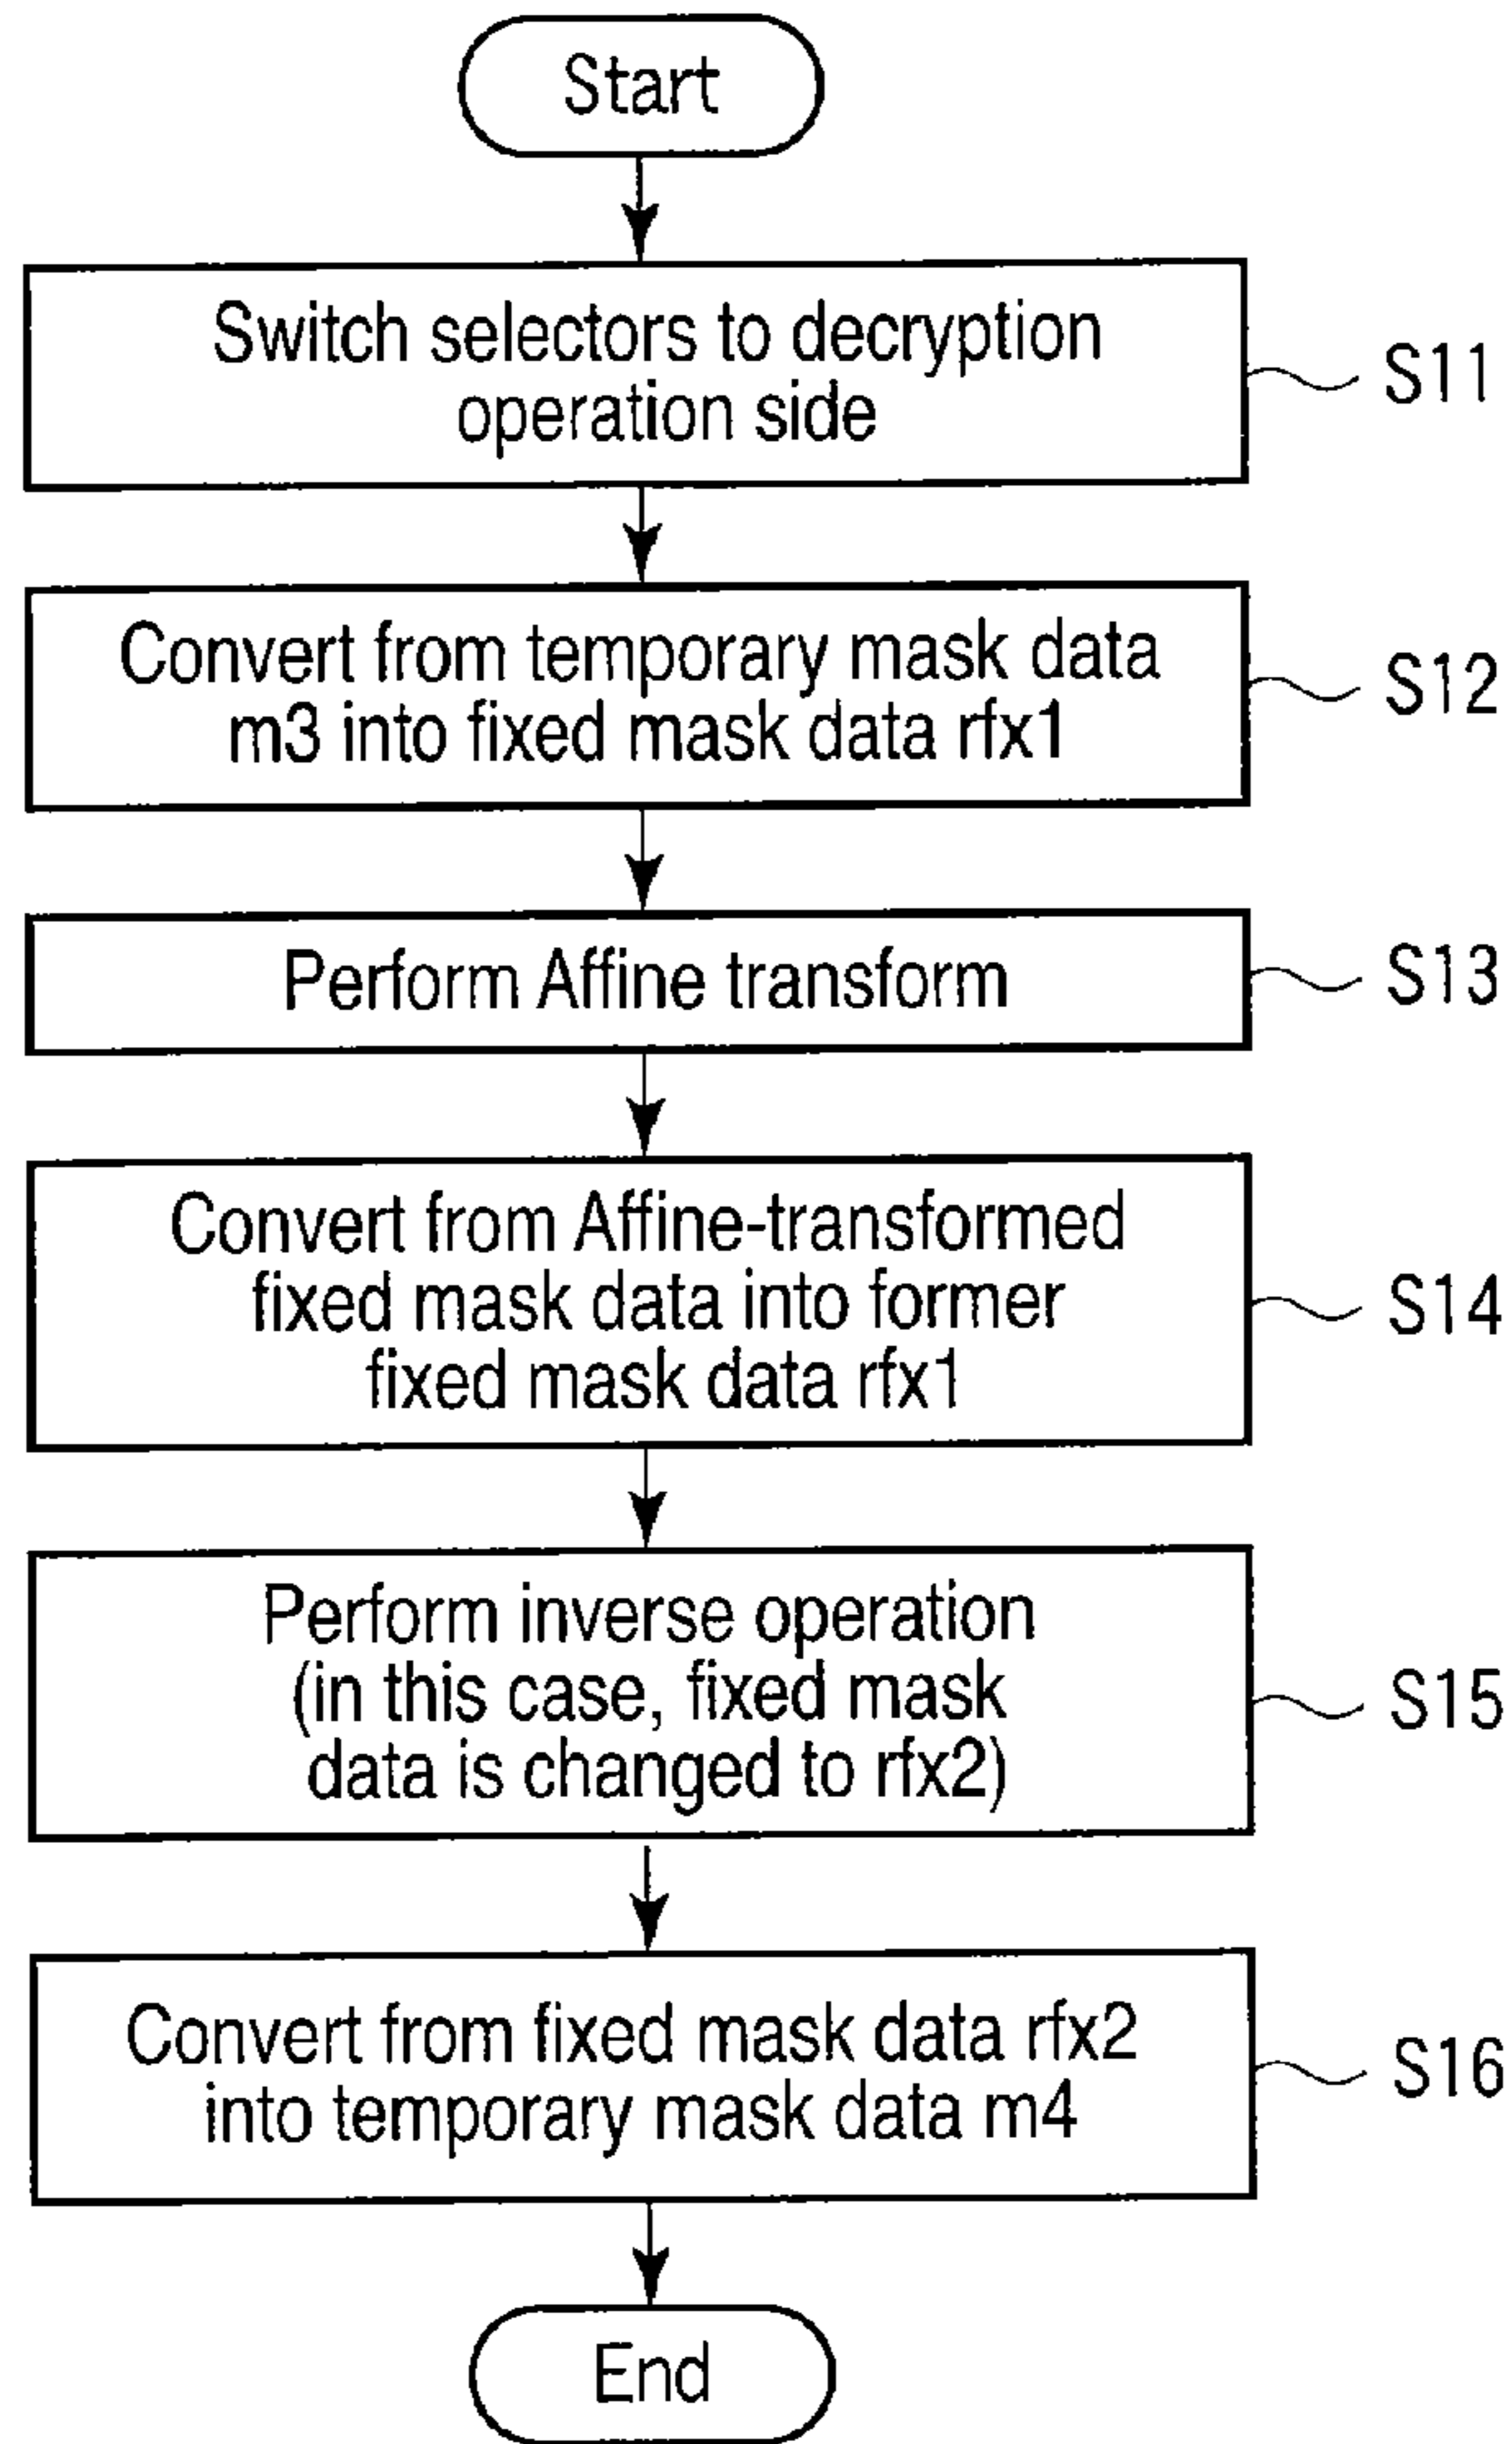 Start
Switch selectors to decryption
operation side
S11
Convert from temporary mask data
m3 into fixed mask data rfx1
S12
Perform Affine transform
S13
Convert from Affine-transformed
fixed mask data into former
fixed mask data rfx1
S14
Perform inverse operation
(in this case, fixed mask
data is changed to rfx2)
S15
Convert from fixed mask data rfx2
into temporary mask data m4
S16
End